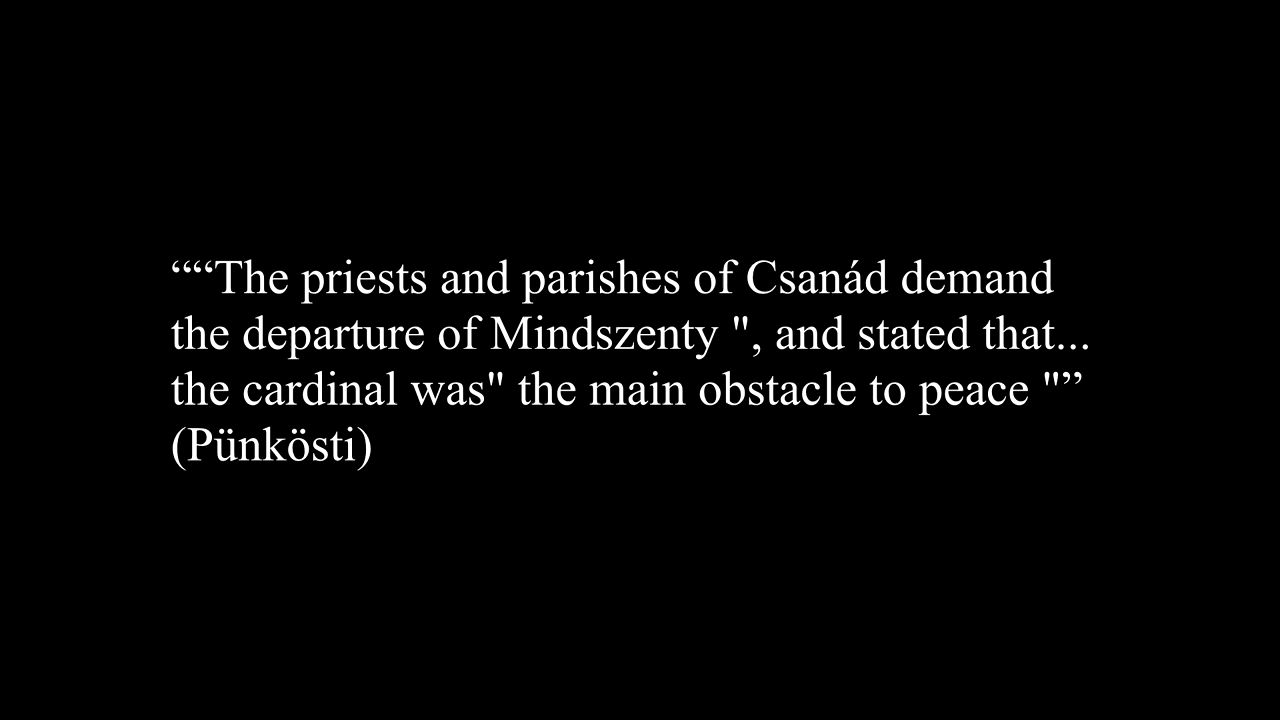 ““‘The priests and parishes of Csanád demand
the departure of Mindszenty ", and stated that...
the cardinal was" the main obstacle to peace "”
(Pünkösti)